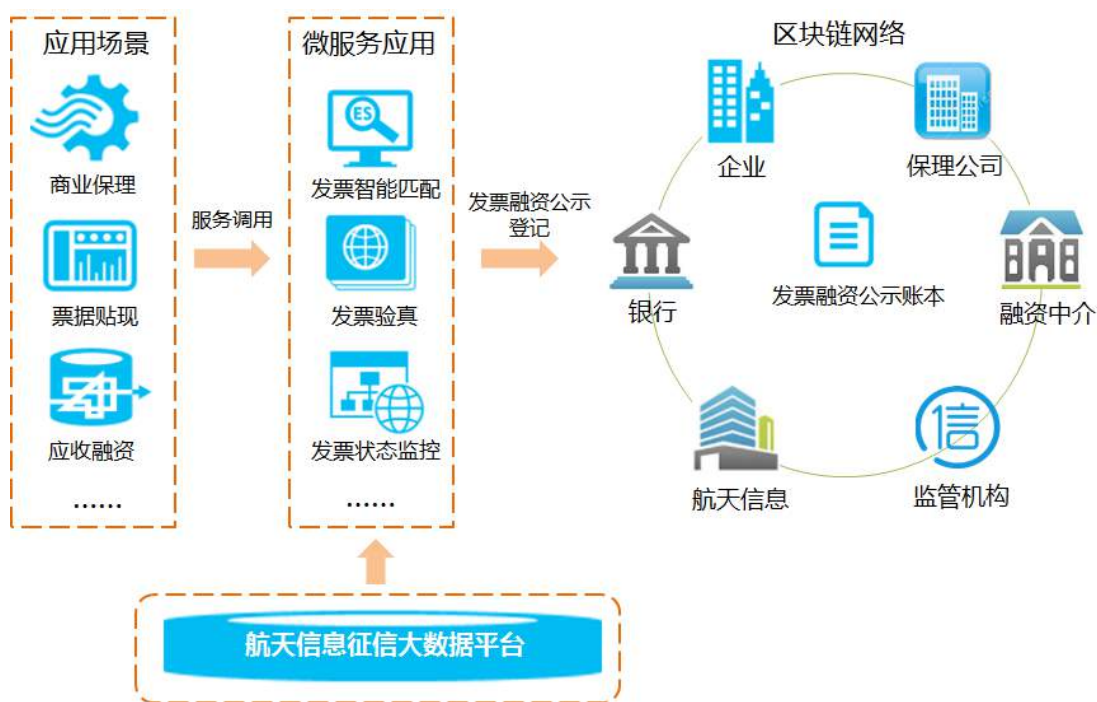 应用场景
商业保理
票据贴现
应收融资
……
服务调用
微服务应用
ES
发票智能匹配
发票验真
发票状态监控
……
发票融资公示
登记
区块链网络
企业
保理公司
银行
发票融资公示账本
融资中介
航天信息
信
监管机构
航天信息征信大数据平台